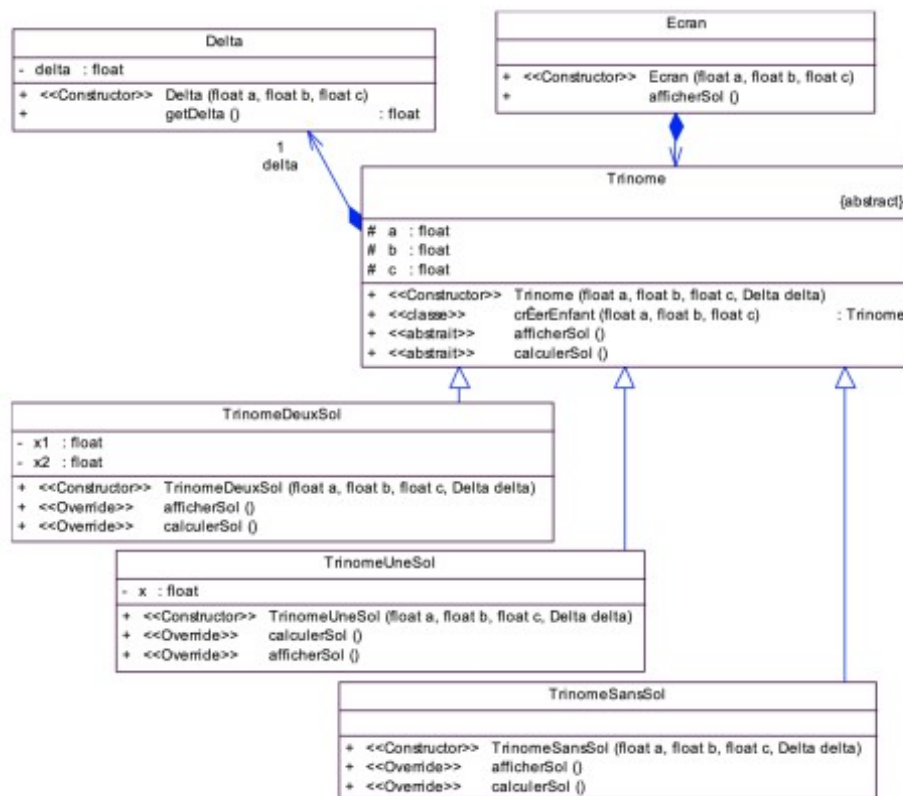 Delta
- delta : float
+ <<Constructor>> Delta (float a, float b, float c)
+ getDelta () : float
Ecran
+ <<Constructor>> Ecran (float a, float b, float c)
+ afficherSol ()
1
delta
Trinome
{abstract}
# a : float
# b : float
# c : float
+ <<Constructor>> Trinome (float a, float b, float c, Delta delta)
+ <<classe>> crÈerEnfant (float a, float b, float c) : Trinome
+ <<abstrait>> afficherSol ()
+ <<abstrait>> calculerSol ()
TrinomeDeuxSol
- x1 : float
- x2 : float
+ <<Constructor>> TrinomeDeuxSol (float a, float b, float c, Delta delta)
+ <<Override>> afficherSol ()
+ <<Override>> calculerSol ()
TrinomeUneSol
- x : float
+ <<Constructor>> TrinomeUneSol (float a, float b, float c, Delta delta)
+ <<Override>> calculerSol ()
+ <<Override>> afficherSol ()
TrinomeSansSol
+ <<Constructor>> TrinomeSansSol (float a, float b, float c, Delta delta)
+ <<Override>> afficherSol ()
+ <<Override>> calculerSol ()